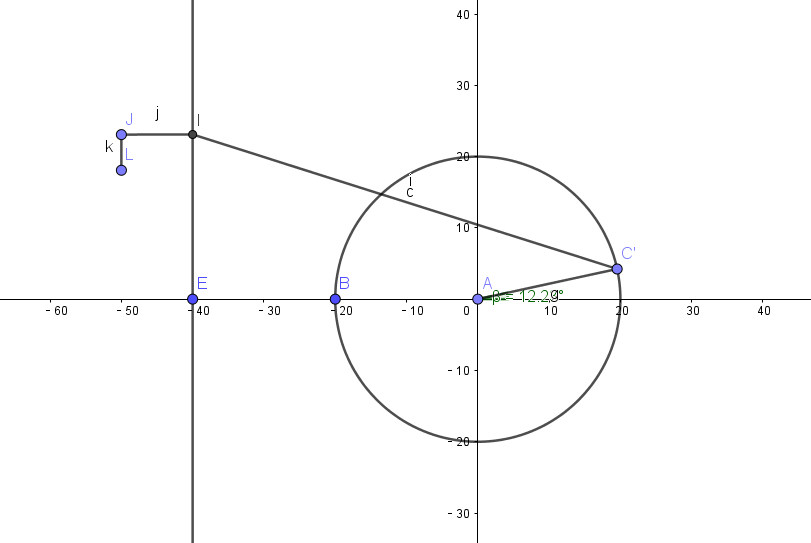 40
30
j
J
I
k
L
20
i
c
10
C'
E
B
A
β = 12.29°
g
- 60
- 50
- 40
- 30
- 20
- 10
0
10
20
30
40
- 10
- 20
- 30